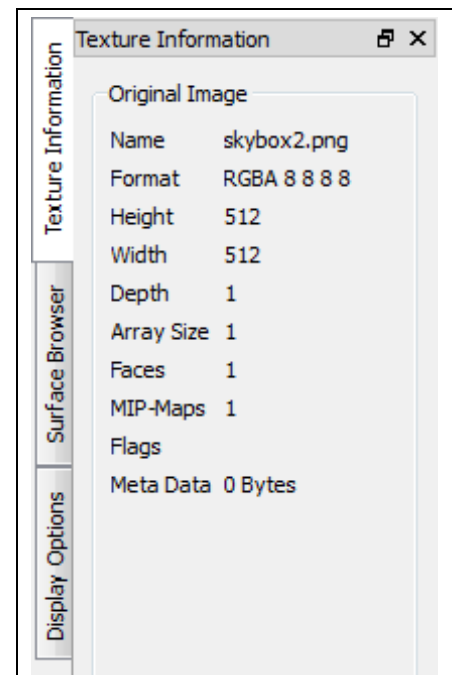 Texture Information
Surface Browser
Display Options
Texture Information
Original Image
Name skybox2.png
Format RGBA 8 8 8 8
Height 512
Width 512
Depth 1
Array Size 1
Faces 1
MIP-Maps 1
Flags
Meta Data 0 Bytes